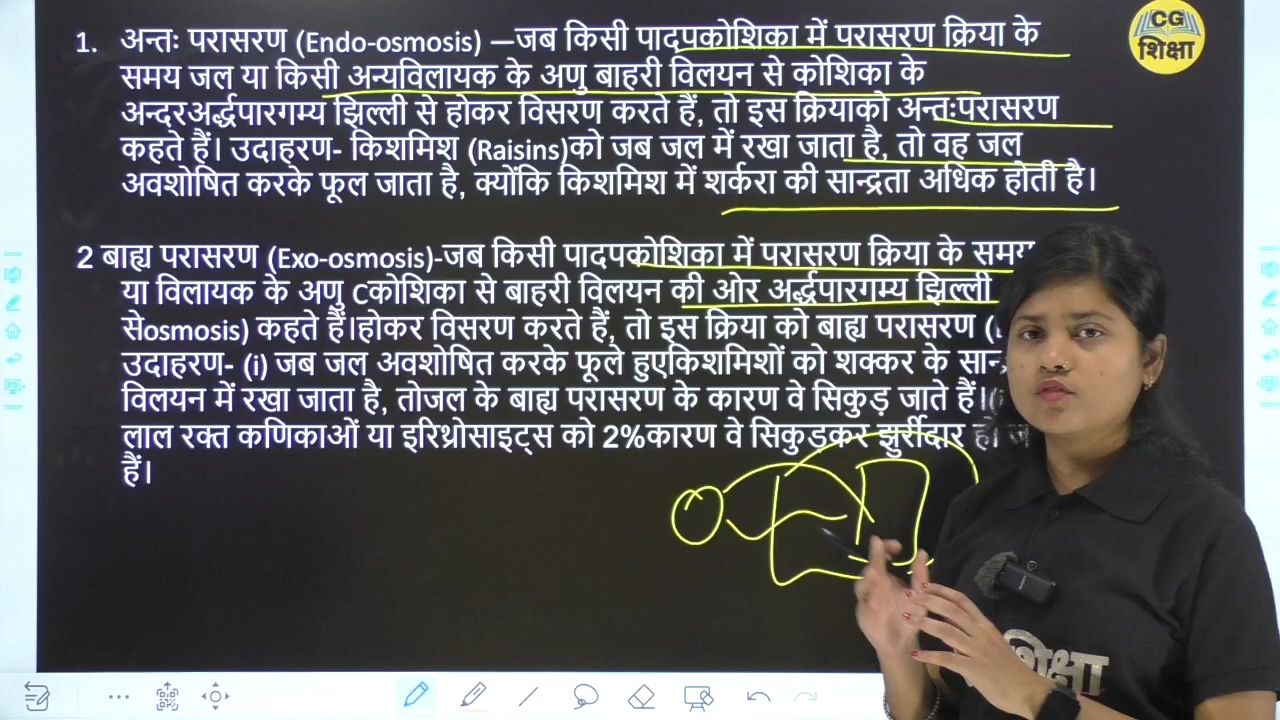 CG
शिक्षा
1. अन्तः परासरण (Endo-osmosis) –जब किसी पादपकोशिका में परासरण क्रिया के
समय जल या किसी अन्यविलायक के अणु बाहरी विलयन से कोशिका के
अन्दरअर्द्धपारगम्य झिल्ली से होकर विसरण करते हैं, तो इस क्रियाको अन्तःपरासरण
कहते हैं। उदाहरण- किशमिश (Raisins)को जब जल में रखा जाता है, तो वह जल
अवशोषित करके फूल जाता है, क्योंकि किशमिश में शर्करा की सान्द्रता अधिक होती है।
2 बाह्य परासरण (Exo-osmosis)-जब किसी पादपकोशिका में परासरण क्रिया के समय
या विलायक के अणु cकोशिका से बाहरी विलयन की ओर अर्द्धपारगम्य झिल्ली
सेosmosis) कहते हैं।होकर विसरण करते हैं, तो इस क्रिया को बाह्य परासरण
उदाहरण- (i) जब जल अवशोषित करके फूले हुएकिशमिशों को शक्कर के
विलयन में रखा जाता है, तोजल के बाह्य परासरण के कारण वे सिकुड़ जाते हैं।
लाल रक्त कणिकाओं या इरिथ्रोसाइट्स को 2%कारण वे सिकुड़कर झुर्रीदार हो
हैं।